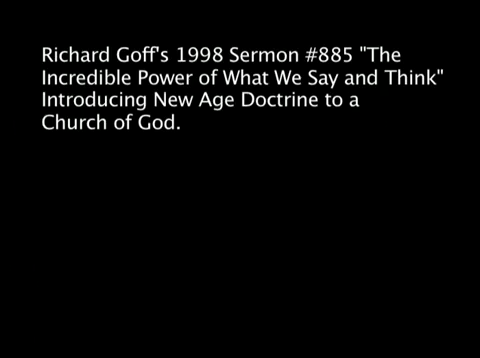 Richard Goff's 1998 Sermon #885 "The
Incredible Power of What We Say and Think"
Introducing New Age Doctrine to a
Church of God.